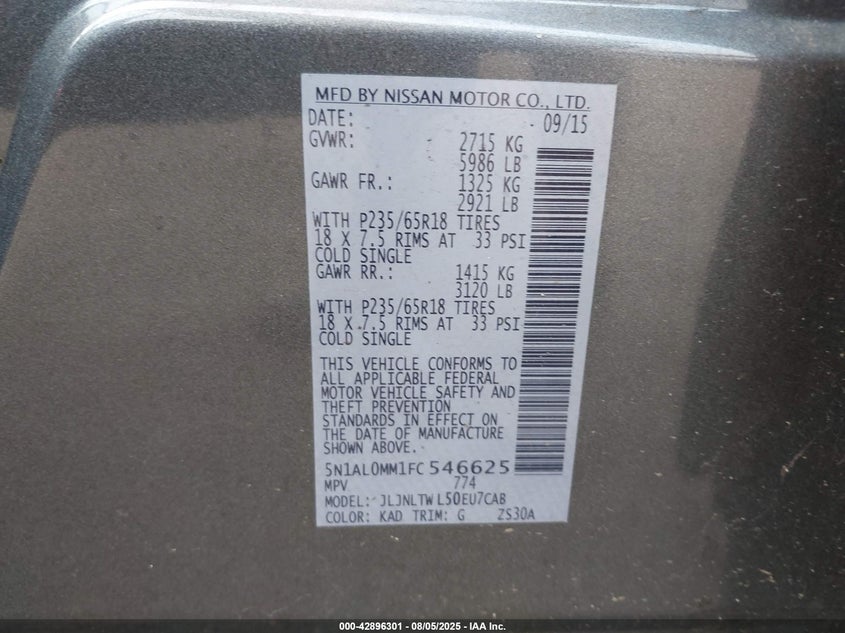 MFD BY NISSAN MOTOR CO., LTD.
DATE: 09/15
GVWR: 2715 KG
5986 LB
GAWR FR.: 1325 KG
2921 LB
WITH P235/65R18 TIRES
18 X 7.5 RIMS AT 33 PSI
COLD SINGLE
GAWR RR.: 1415 KG
3120 LB
WITH P235/65R18 TIRES
18 X 7.5 RIMS AT 33 PSI
COLD SINGLE
THIS VEHICLE CONFORMS TO
ALL APPLICABLE FEDERAL
MOTOR VEHICLE SAFETY AND
THEFT PREVENTION
STANDARDS IN EFFECT ON
THE DATE OF MANUFACTURE
SHOWN ABOVE.
5N1AL0MM1FC546625
MPV 774
MODEL: JLJNLTWL50EU7CAB
COLOR: KAD TRIM: G ZS30A
000-42896301 - 08/05/2025 - IAA Inc.